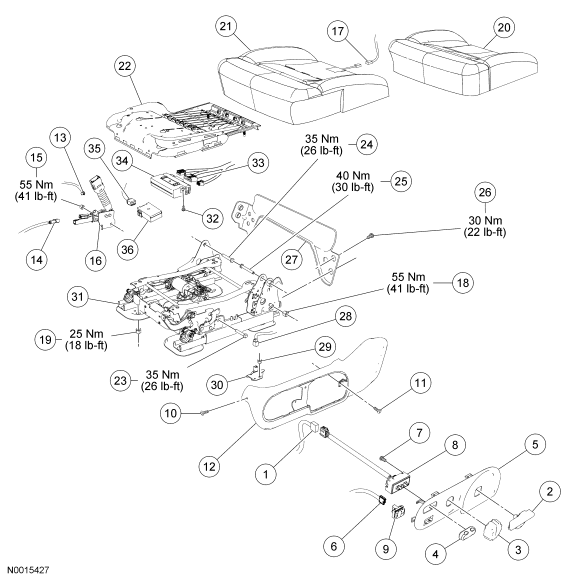 21
17
20
22
13
35
34
33
35 Nm
(26 lb-ft)
24
15
55 Nm
(41 lb-ft)
40 Nm
(30 lb-ft)
25
26
30 Nm
(22 lb-ft)
32
14
16
36
27
31
55 Nm
(41 lb-ft)
18
19
25 Nm
(18 lb-ft)
28
29
23
35 Nm
(26 lb-ft)
30
10
11
12
7
8
5
1
2
6
9
4
3
N0015427